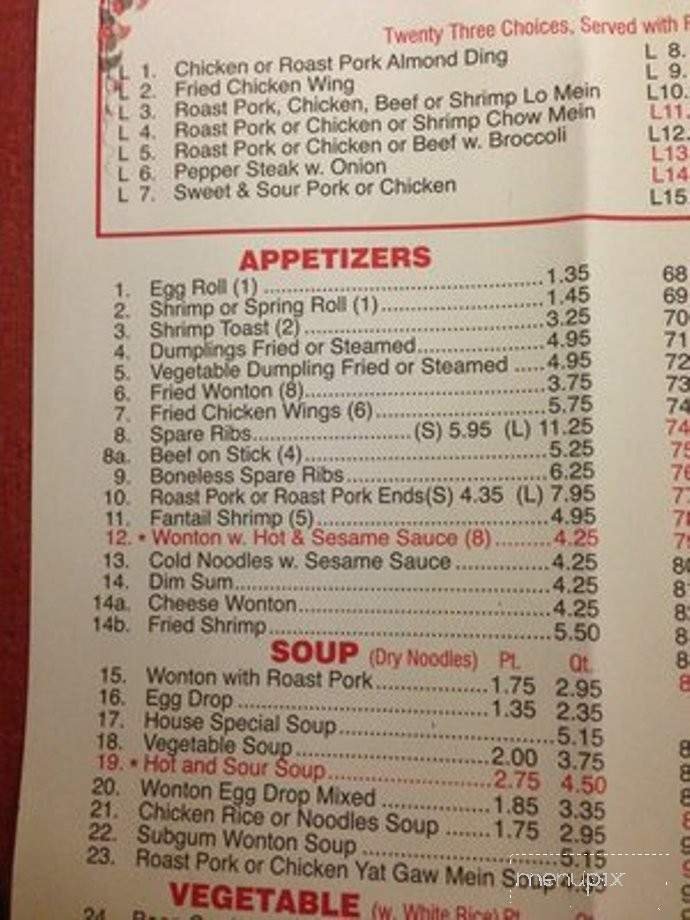 Twenty Three Choices, Served with
L 1. Chicken or Roast Pork Almond Ding
L 2. Fried Chicken Wing
L 3. Roast Pork, Chicken, Beef or Shrimp Lo Mein
L 4. Roast Pork or Chicken or Shrimp Chow Mein
L 5. Roast Pork or Chicken or Beef w. Broccoli
L 6. Pepper Steak w. Onion
L 7. Sweet & Sour Pork or Chicken
L 8.
L 9.
L10.
L11.
L12.
L13
L14
L15.
APPETIZERS
1. Egg Roll (1) 1.35
2. Shrimp or Spring Roll (1) 1.45
3. Shrimp Toast (2) 3.25
4. Dumplings Fried or Steamed 4.95
5. Vegetable Dumpling Fried or Steamed 4.95
6. Fried Wonton (8) 3.75
7. Fried Chicken Wings (6) 5.75
8. Spare Ribs (S) 5.95 (L) 11.25
8a. Beef on Stick (4) 5.25
9. Boneless Spare Ribs 6.25
10. Roast Pork or Roast Pork Ends(S) 4.35 (L) 7.95
11. Fantail Shrimp (5) 4.95
12. * Wonton w. Hot & Sesame Sauce (8) 4.25
13. Cold Noodles w. Sesame Sauce 4.25
14. Dim Sum 4.25
14a. Cheese Wonton 4.25
14b. Fried Shrimp 5.50
SOUP (Dry Noodles) Pt. Qt.
15. Wonton with Roast Pork 1.75 2.95
16. Egg Drop 1.35 2.35
17. House Special Soup 5.15
18. Vegetable Soup 2.00 3.75
19. * Hot and Sour Soup 2.75 4.50
20. Wonton Egg Drop Mixed 1.85 3.35
21. Chicken Rice or Noodles Soup 1.75 2.95
22. Subgum Wonton Soup 5.15
23. Roast Pork or Chicken Yat Gaw Mein Soup
VEGETABLE (w. White Rice) Pt.
24.
68
69
70
71
72
73
74
menupix